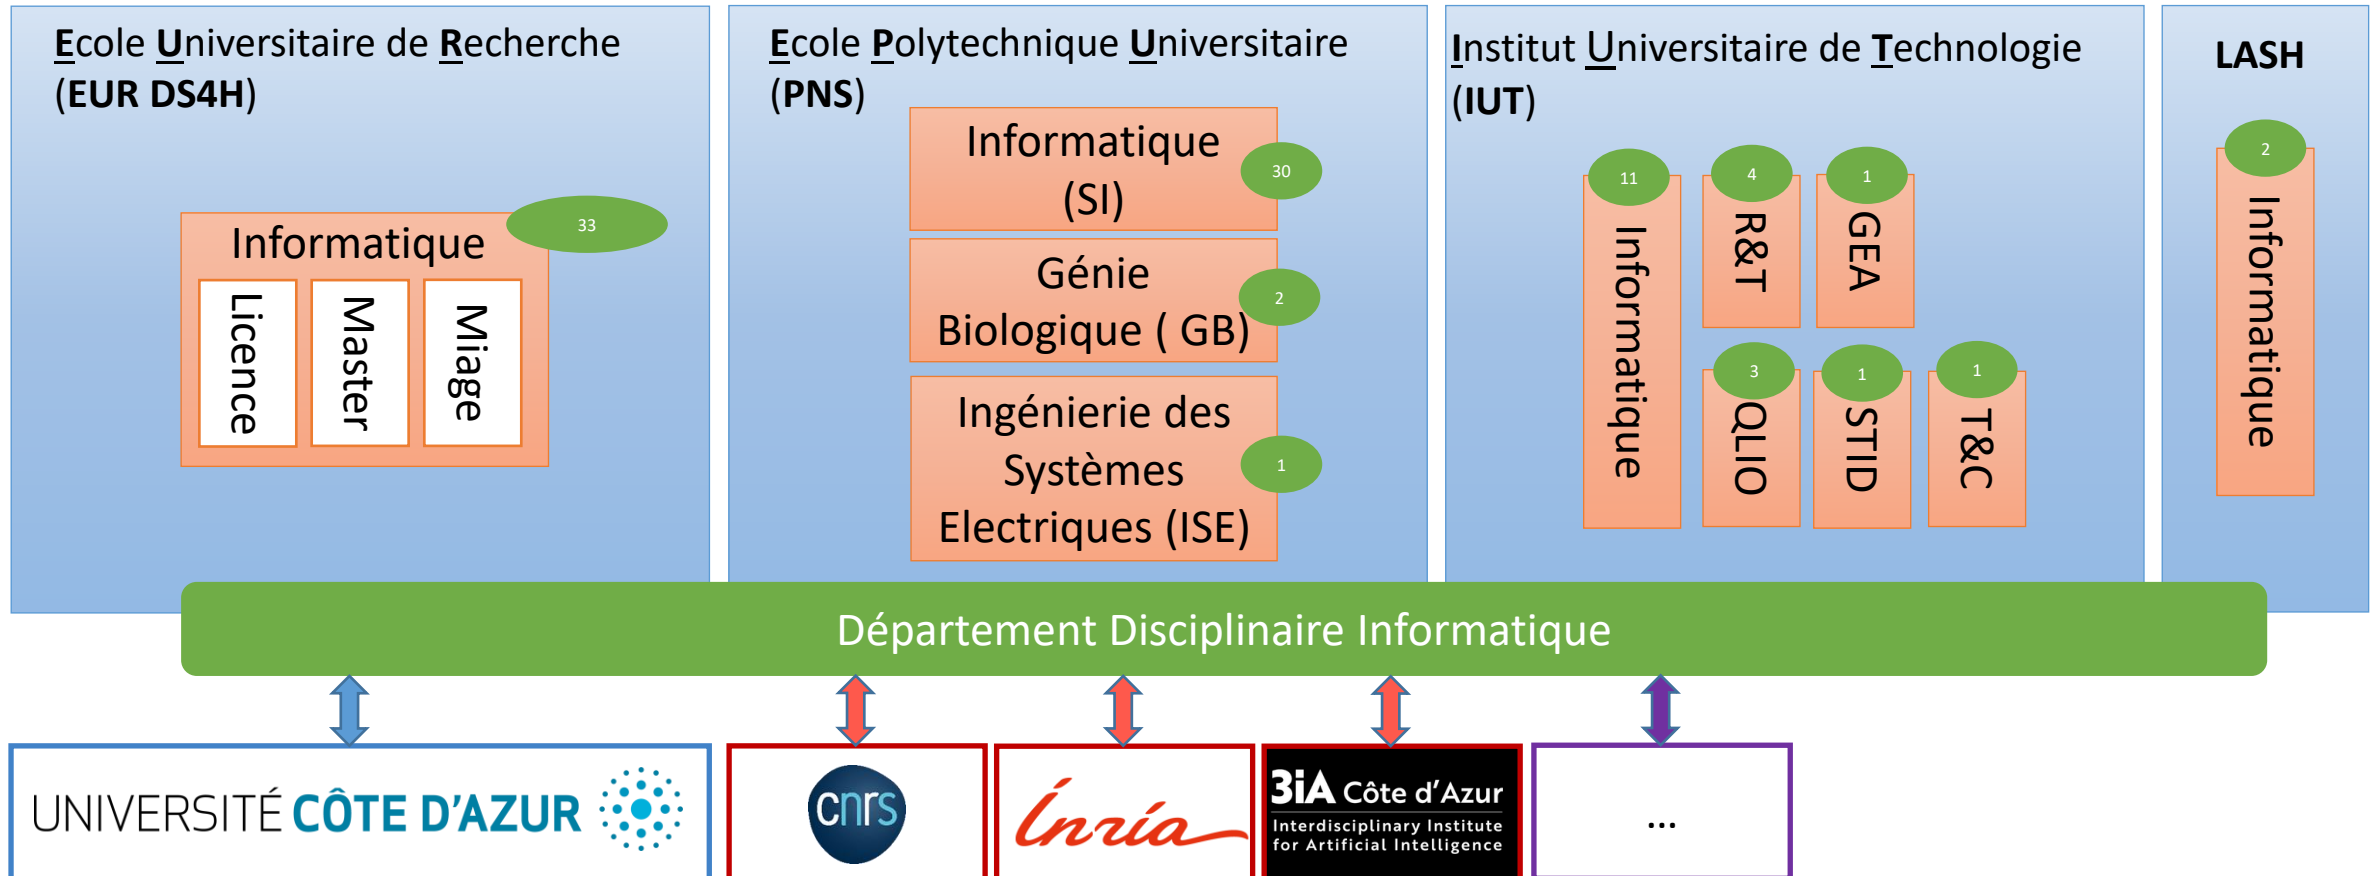 Ecole Universitaire de Recherche
(EUR DS4H)
33
Informatique
Licence
Master
Miage
Ecole Polytechnique Universitaire
(PNS)
Informatique
(SI)
30
Génie
Biologique ( GB)
2
Ingénierie des
Systèmes
Electriques (ISE)
1
Institut Universitaire de Technologie
(IUT)
11
Informatique
4
R&T
1
GEA
3
QLIO
1
STID
1
T&C
LASH
2
Informatique
Département Disciplinaire Informatique
UNIVERSITÉ CÔTE D'AZUR
cnrs
Inria
3iA Côte d'Azur
Interdisciplinary Institute
for Artificial Intelligence
...